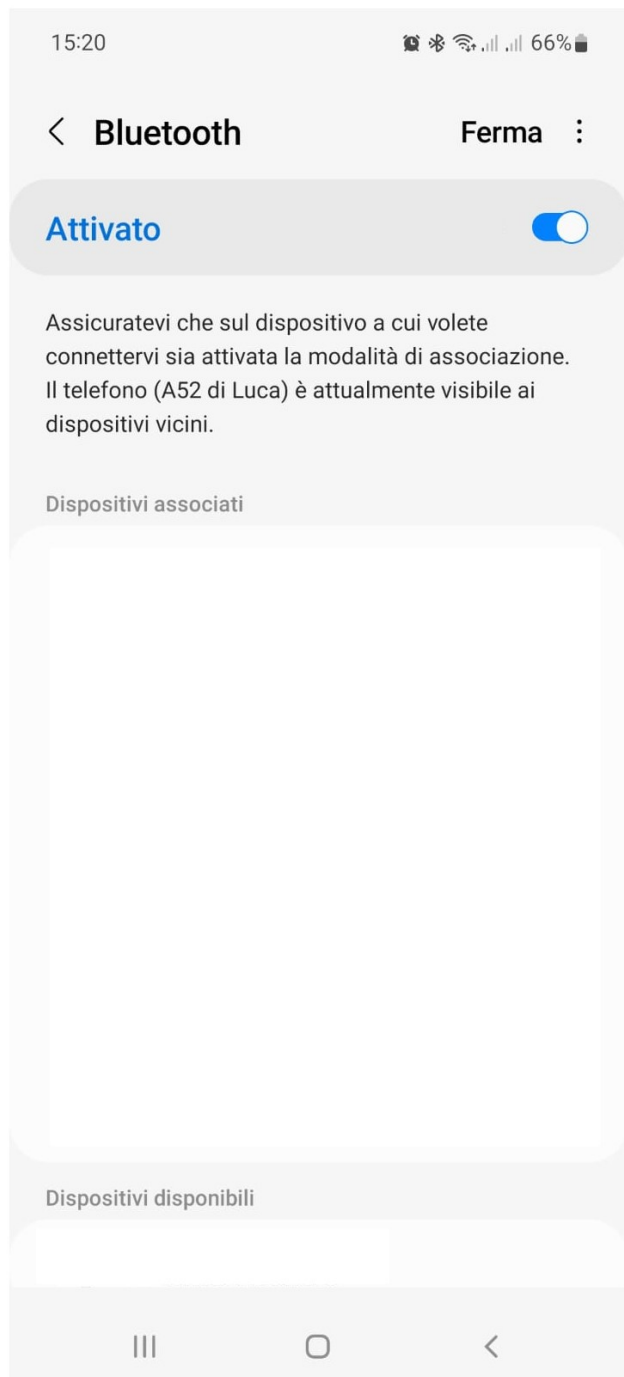 15:20 66%
Bluetooth Ferma
Attivato
Assicuratevi che sul dispositivo a cui volete
connettervi sia attivata la modalità di associazione.
Il telefono (A52 di Luca) è attualmente visibile ai
dispositivi vicini.
Dispositivi associati
Dispositivi disponibili